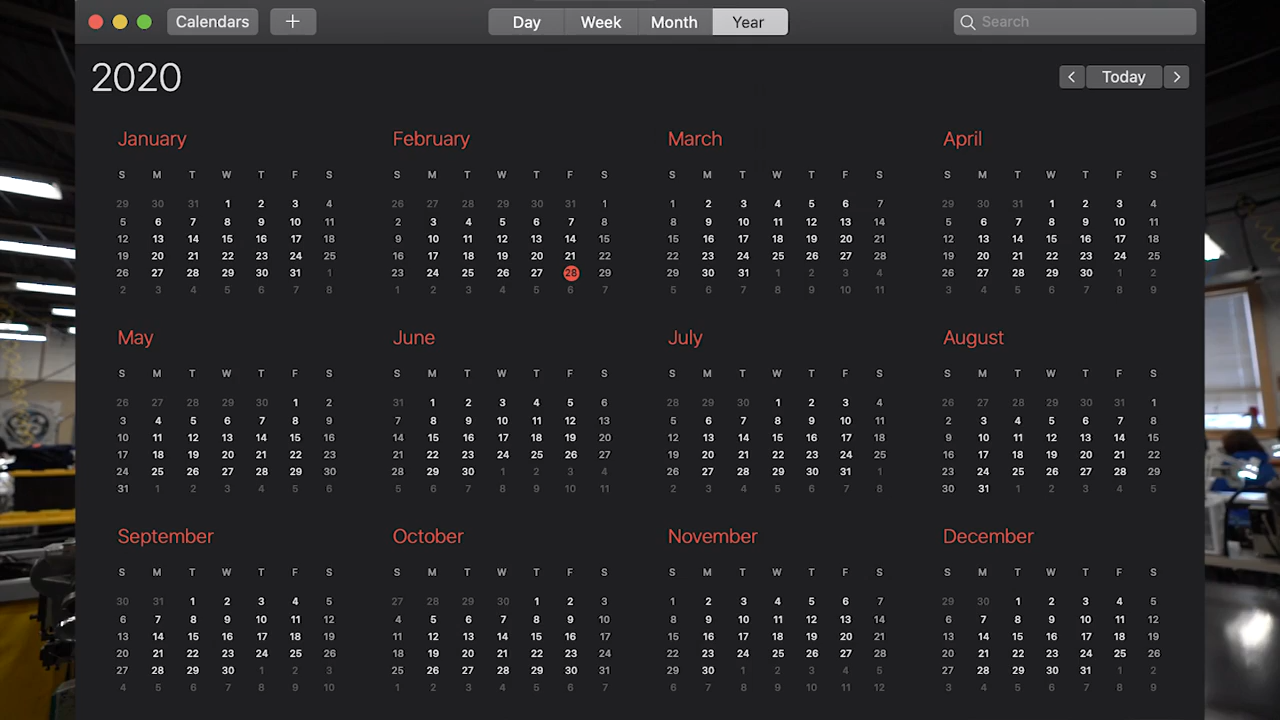 Calendars + Day Week Month Year Search
2020 < Today >
January February March April
S M T W T F S S M T W T F S S M T W T F S S M T W T F S
29 30 31 1 2 3 4 26 27 28 29 30 31 1 1 2 3 4 5 6 7 29 30 31 1 2 3 4
5 6 7 8 9 10 11 2 3 4 5 6 7 8 8 9 10 11 12 13 14 5 6 7 8 9 10 11
12 13 14 15 16 17 18 9 10 11 12 13 14 15 15 16 17 18 19 20 21 12 13 14 15 16 17 18
19 20 21 22 23 24 25 16 17 18 19 20 21 22 22 23 24 25 26 27 28 19 20 21 22 23 24 25
26 27 28 29 30 31 1 23 24 25 26 27 28 29 29 30 31 1 2 3 4 26 27 28 29 30 1 2
2 3 4 5 6 7 8 1 2 3 4 5 6 7 5 6 7 8 9 10 11 3 4 5 6 7 8 9
May June July August
S M T W T F S S M T W T F S S M T W T F S S M T W T F S
26 27 28 29 30 1 2 31 1 2 3 4 5 6 28 29 30 1 2 3 4 26 27 28 29 30 31 1
3 4 5 6 7 8 9 7 8 9 10 11 12 13 5 6 7 8 9 10 11 2 3 4 5 6 7 8
10 11 12 13 14 15 16 14 15 16 17 18 19 20 12 13 14 15 16 17 18 9 10 11 12 13 14 15
17 18 19 20 21 22 23 21 22 23 24 25 26 27 19 20 21 22 23 24 25 16 17 18 19 20 21 22
24 25 26 27 28 29 30 28 29 30 1 2 3 4 26 27 28 29 30 31 1 23 24 25 26 27 28 29
31 1 2 3 4 5 6 5 6 7 8 9 10 11 2 3 4 5 6 7 8 30 31 1 2 3 4 5
September October November December
S M T W T F S S M T W T F S S M T W T F S S M T W T F S
30 31 1 2 3 4 5 27 28 29 30 1 2 3 1 2 3 4 5 6 7 29 30 1 2 3 4 5
6 7 8 9 10 11 12 4 5 6 7 8 9 10 8 9 10 11 12 13 14 6 7 8 9 10 11 12
13 14 15 16 17 18 19 11 12 13 14 15 16 17 15 16 17 18 19 20 21 13 14 15 16 17 18 19
20 21 22 23 24 25 26 18 19 20 21 22 23 24 22 23 24 25 26 27 28 20 21 22 23 24 25 26
27 28 29 30 1 2 3 25 26 27 28 29 30 31 29 30 1 2 3 4 5 27 28 29 30 31 1 2
4 5 6 7 8 9 10 1 2 3 4 5 6 7 6 7 8 9 10 11 12 3 4 5 6 7 8 9